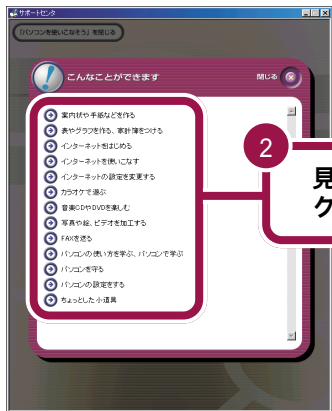 サポートセンタ
「パソコンを使いこなそう」を閉じる
こんなことができます
閉じる
案内状や手紙などを作る
表やグラフを作る、家計簿をつける
インターネットをはじめる
インターネットを使いこなす
インターネットの設定を変更する
カラオケで遊ぶ
音楽CDやDVDを楽しむ
写真や絵、ビデオを加工する
FAXを送る
パソコンの使い方を学ぶ、パソコンで学ぶ
パソコンを守る
パソコンの設定をする
ちょっとした小道具
2
見
ク